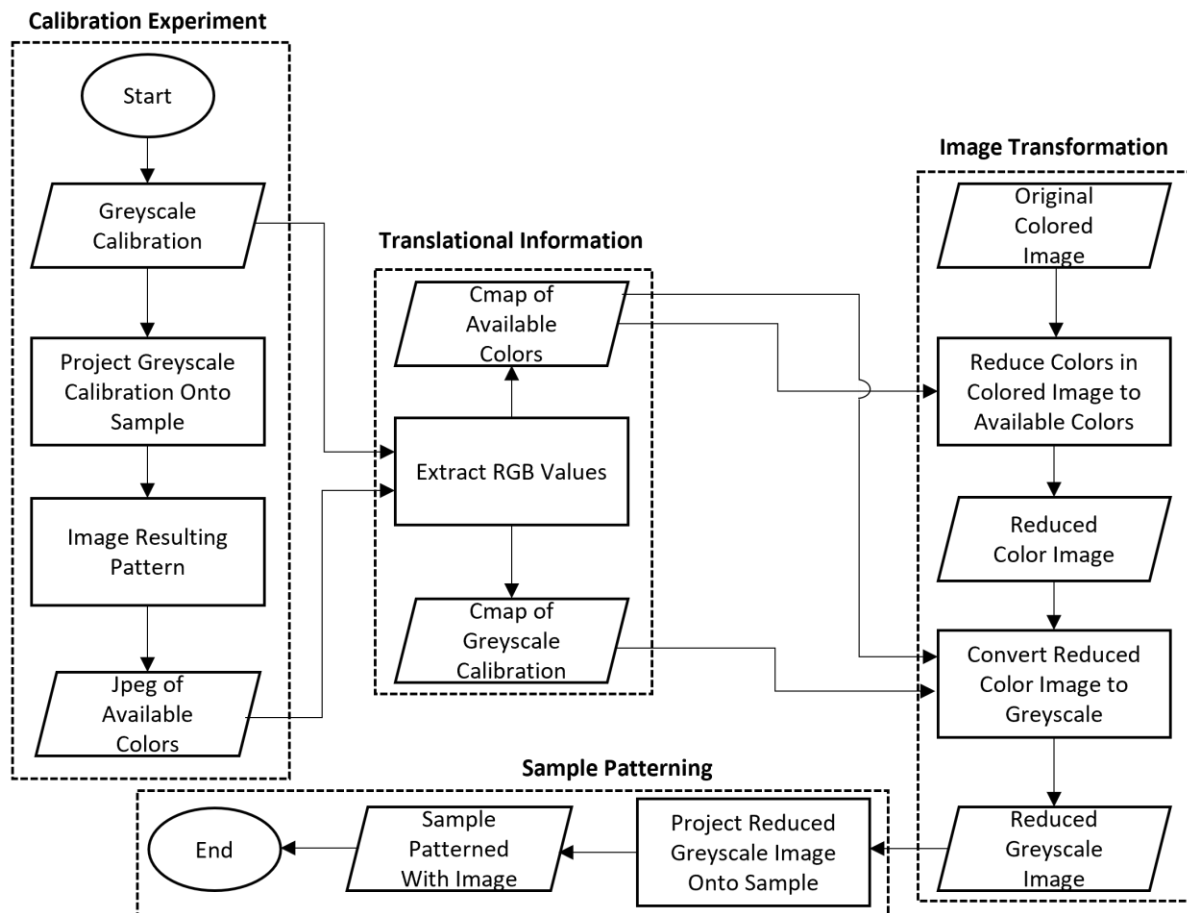 Calibration Experiment
Start
Greyscale
Calibration
Project Greyscale
Calibration Onto
Sample
Image Resulting
Pattern
Jpeg of
Available
Colors
Translational Information
Cmap of
Available
Colors
Extract RGB Values
Cmap of
Greyscale
Calibration
Image Transformation
Original
Colored
Image
Reduce Colors in
Colored Image to
Available Colors
Reduced
Color Image
Convert Reduced
Color Image to
Greyscale
Reduced
Greyscale
Image
Sample Patterning
Project Reduced
Greyscale Image
Onto Sample
Sample
Patterned
With Image
End